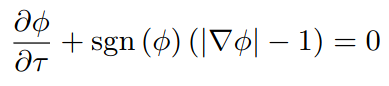 ∂ϕ/∂τ + sgn (ϕ) (|∇ϕ| − 1) = 0